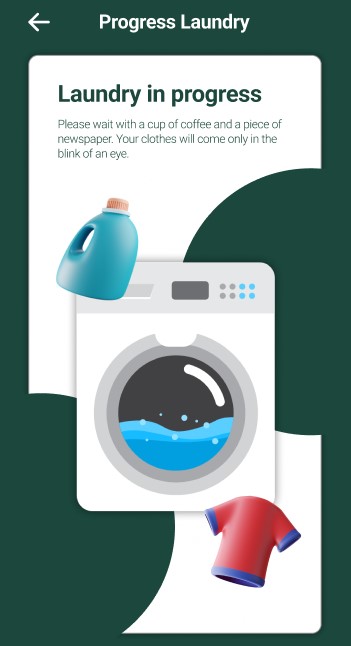 Progress Laundry
Laundry in progress
Please wait with a cup of coffee and a piece of
newspaper. Your clothes will come only in the
blink of an eye.